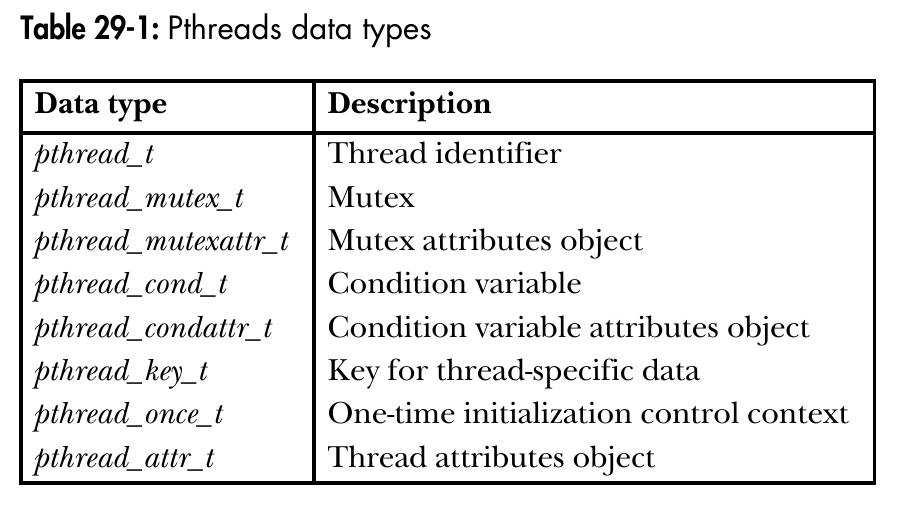 Table 29-1: Pthreads data types
Data type Description
pthread_t Thread identifier
pthread_mutex_t Mutex
pthread_mutexattr_t Mutex attributes object
pthread_cond_t Condition variable
pthread_condattr_t Condition variable attributes object
pthread_key_t Key for thread-specific data
pthread_once_t One-time initialization control context
pthread_attr_t Thread attributes object